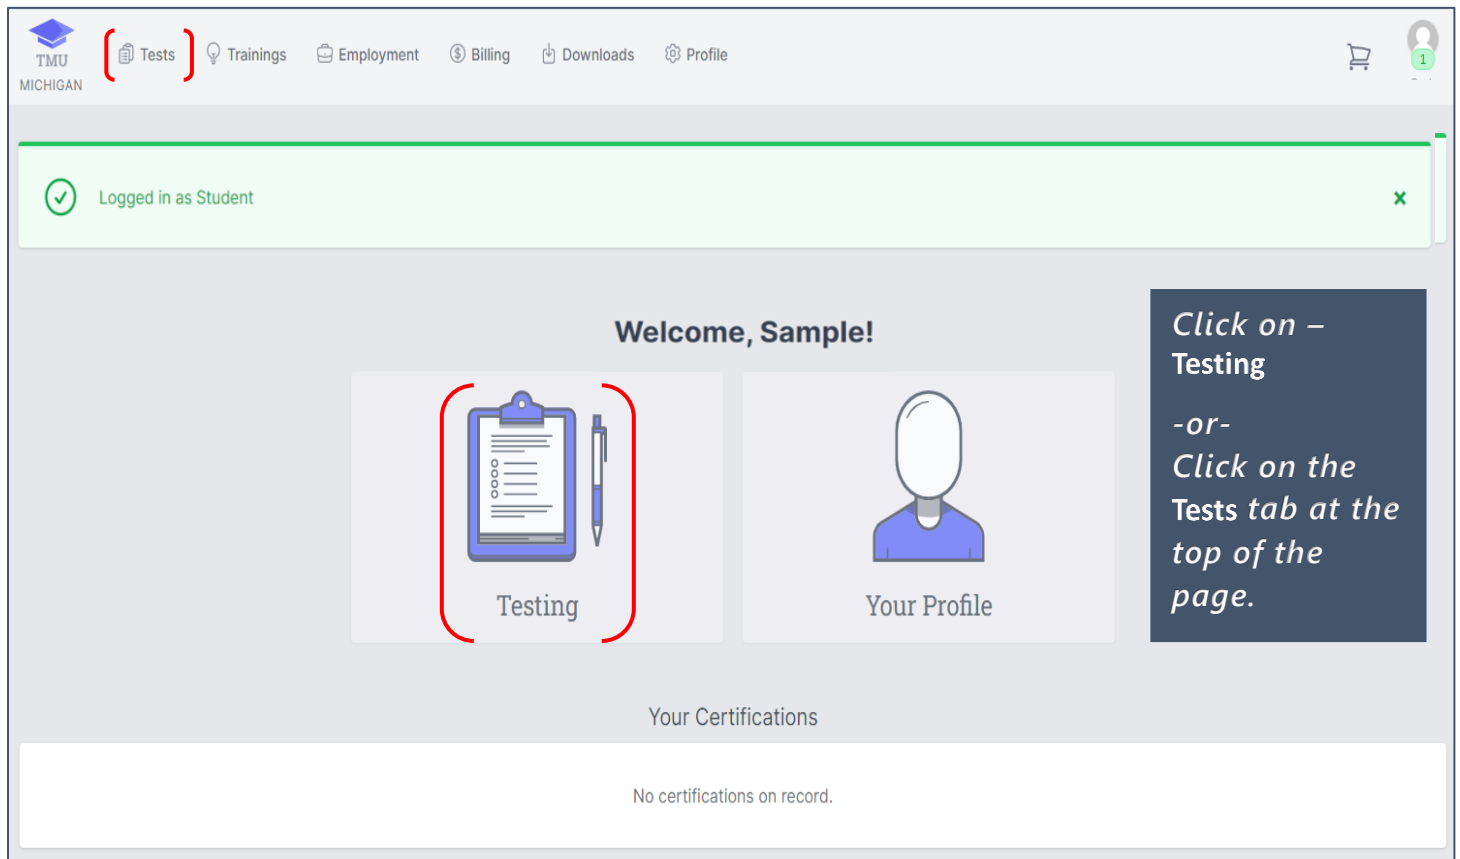 TMU
MICHIGAN
Tests
Trainings
Employment
Billing
Downloads
Profile
1
Logged in as Student
Welcome, Sample!
Testing
Your Profile
Click on –
Testing
-or-
Click on the
Tests tab at the
top of the
page.
Your Certifications
No certifications on record.